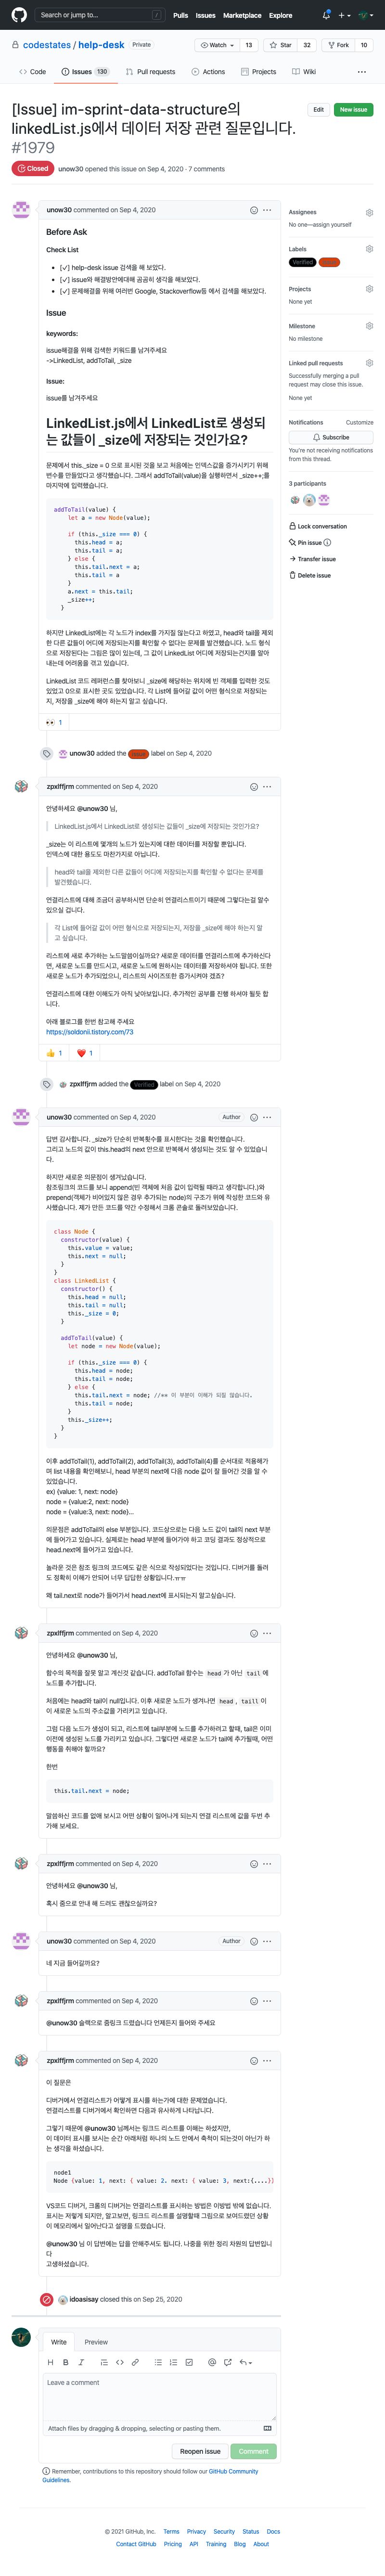 Search or jump to... /
Pulls Issues Marketplace Explore
codestates / help-desk Private
Watch 13 Star 32 Fork 10
Code Issues 130 Pull requests Actions Projects Wiki
[Issue] im-sprint-data-structure의
linkedList.js에서 데이터 저장 관련 질문입니다.
#1979
Edit New issue
Closed unow30 opened this issue on Sep 4, 2020 · 7 comments
unow30 commented on Sep 4, 2020
Before Ask
Check List
[✓] help-desk issue 검색을 해 보았다.
[✓] issue와 해결방안에대해 곰곰히 생각을 해보았다.
[✓] 문제해결을 위해 여러번 Google, Stackoverflow등 에서 검색을 해보았다.
Issue
keywords:
issue해결을 위해 검색한 키워드를 남겨주세요
->LinkedList, addToTail, _size
Issue:
issue를 남겨주세요
LinkedList.js에서 LinkedList로 생성되
는 값들이 _size에 저장되는 것인가요?
문제에서 this._size = 0 으로 표시된 것을 보고 처음에는 인덱스값을 증가시키기 위해
변수를 만들었다고 생각했습니다. 그래서 addToTail(value)을 실행하면서 _size++;를
마지막에 입력했습니다.
addToTail(value) {
let a = new Node(value);
if (this._size === 0) {
this.head = a;
this.tail = a;
} else {
this.tail.next = a;
this.tail = a
}
a.next = this.tail;
_size++;
}
하지만 LinkedList에는 각 노드가 index를 가지질 않는다고 하였고, head와 tail을 제외
한 다른 값들이 어디에 저장되는지를 확인할 수 없다는 문제를 발견했습니다. 노드 형식
으로 저장된다는 그림은 많이 있는데, 그 값이 LinkedList 어디에 저장되는건지를 알아
내는데 어려움을 겪고 있습니다.
LinkedList 코드 레퍼런스를 찾아보니 _size에 해당하는 위치에 빈 객체를 입력한 것도
있었고 0으로 표시된 곳도 있었습니다. 각 List에 들어갈 값이 어떤 형식으로 저장되는
지, 저장을 _size에 해야 하는지 알고 싶습니다.
👀 1
Assignees
No one—assign yourself
Labels
Verified
Projects
None yet
Milestone
No milestone
Linked pull requests
Successfully merging a pull
request may close this issue.
None yet
Notifications Customize
Subscribe
You're not receiving notifications
from this thread.
3 participants
Lock conversation
Pin issue
Transfer issue
Delete issue
unow30 added the label on Sep 4, 2020
zpxlffjrm commented on Sep 4, 2020
안녕하세요 @unow30 님,
LinkedList.js에서 LinkedList로 생성되는 값들이 _size에 저장되는 것인가요?
_size는 이 리스트에 몇개의 노드가 있는지에 대한 데이터를 저장할 뿐입니다.
인덱스에 대한 용도도 마찬가지로 아닙니다.
head와 tail을 제외한 다른 값들이 어디에 저장되는지를 확인할 수 없다는 문제를
발견했습니다.
연결리스트에 대해 조금더 공부하시면 단순히 연결리스트이기 때문에 그렇다는걸 알수
있으실 겁니다.
각 List에 들어갈 값이 어떤 형식으로 저장되는지, 저장을 _size에 해야 하는지 알
고 싶습니다.
리스트에 새로 추가하는 노드말씀이실까요? 새로운 데이터를 연결리스트에 추가하신다
면, 새로운 노드를 만드시고, 새로운 노드에 원하시는 데이터를 저장하셔야 됩니다. 또한
새로운 노드가 추가되었으니, 리스트의 사이즈또한 증가시켜야 겠죠?
연결리스트에 대한 이해도가 아직 낮아보입니다. 추가적인 공부를 진행 하셔야 될듯 합
니다.
아래 블로그를 한번 참고해 주세요
https://soldonii.tistory.com/73
👍 1 ❤️ 1
zpxlffjrm added the Verified label on Sep 4, 2020
unow30 commented on Sep 4, 2020 Author
답변 감사합니다. _size가 단순히 반복횟수를 표시한다는 것을 확인했습니다.
그리고 노드의 값이 this.head의 next 안으로 반복해서 생성되는 것도 알 수 있었습니
다.
하지만 새로운 의문점이 생겨났습니다.
참조링크의 코드를 보니 append(빈 객체에 처음 값이 입력될 때라고 생각합니다.)와
prepend(객체가 비어있지 않은 경우 추가되는 node)의 구조가 위에 작성한 코드와 유
사했습니다. 제가 만든 코드를 약간 수정해서 크롬 콘솔로 돌려보았습니다.
class Node {
constructor(value) {
this.value = value;
this.next = null;
}
}
class LinkedList {
constructor() {
this.head = null;
this.tail = null;
this._size = 0;
}
addToTail(value) {
let node = new Node(value);
if (this._size === 0) {
this.head = node;
this.tail = node;
} else {
this.tail.next = node; //** 이 부분이 이해가 되질 않습니다.
this.tail = node;
}
this._size++;
}
}
이후 addToTail(1), addToTail(2), addToTail(3), addToTail(4)를 순서대로 적용해가
며 list 내용을 확인해보니, head 부분의 next에 다음 node 값이 잘 들어간 것을 알 수
있었습니다.
ex) {value: 1, next: node}
node = {value:2, next: node}
node = {value:3, next: node}...
의문점은 addToTail의 else 부분에 있습니다. 코드상으로는 다음 노드 값이 tail의 next 부분
에 들어가고 있습니다. 실제로는 head 부분에 들어가야 하고 코딩 결과도 정상적으로
head.next에 들어가고 있습니다.
놀라운 것은 참조 링크의 코드에도 같은 식으로 작성되었다는 것입니다. 디버거를 돌려
도 정확히 이해가 안되어 너무 답답한 상황입니다.ㅠㅠ
왜 tail.next로 node가 들어가서 head.next에 표시되는지 알고싶습니다.
zpxlffjrm commented on Sep 4, 2020
안녕하세요 @unow30 님,
함수의 목적을 잘못 알고 계신것 같습니다. addToTail 함수는 head 가 아닌 tail 에
노드를 추가합니다.
처음에는 head와 tail이 null입니다. 이후 새로운 노드가 생겨나면 head , taill 이
이 새로운 노드의 주소값을 가리키고 있습니다.
그럼 다음 노드가 생성이 되고, 리스트에 tail부분에 노드를 추가하려고 할때, tail은 이미
이전에 생성된 노드를 가리키고 있습니다. 그렇다면 새로운 노드가 tail에 추가될때, 어떤
행동을 취해야 할까요?
한번
this.tail.next = node;
말씀하신 코드를 없애 보시고 어떤 상황이 일어나게 되는지 연결 리스트에 값을 두번 추
가해 보세요.
zpxlffjrm commented on Sep 4, 2020
안녕하세요 @unow30 님,
혹시 줌으로 안내 해 드려도 괜찮으실까요?
unow30 commented on Sep 4, 2020 Author
네 지금 들어갈까요?
zpxlffjrm commented on Sep 4, 2020
@unow30 슬랙으로 줌링크 드렸습니다 언제든지 들어와 주세요
zpxlffjrm commented on Sep 4, 2020
이 질문은
디버거에서 연결리스트가 어떻게 표시를 하는가에 대한 문제였습니다.
연결리스트를 디버거에서 확인하면 다음과 유사하게 나타납니다.
그렇기 때문에 @unow30 님께서는 링크드 리스트를 이해는 하셨지만,
이 데이터 표시를 보시는 순간 아래처럼 하나의 노드 안에서 축척이 되는것이 아닌가 하
는 생각을 하셨습니다.
node1
Node {value: 1, next: { value: 2. next: { value: 3, next:{....}}
VS코드 디버거, 크롬의 디버거는 연결리스트를 표시하는 방법은 이방법 밖에 없습니다.
표시는 저렇게 되지만, 알고보면, 링크드 리스트를 설명할때 그림으로 보여드렸던 상황
이 메모리에서 일어난다고 설명을 드렸습니다.
@unow30 님 이 답변에는 답을 안해주셔도 됩니다. 나중을 위한 정리 차원의 답변입니
다
고생하셨습니다.
idoasisay closed this on Sep 25, 2020
Write Preview
Leave a comment
Attach files by dragging & dropping, selecting or pasting them.
Reopen issue Comment
Remember, contributions to this repository should follow our GitHub Community
Guidelines.
© 2021 GitHub, Inc. Terms Privacy Security Status Docs
Contact GitHub Pricing API Training Blog About